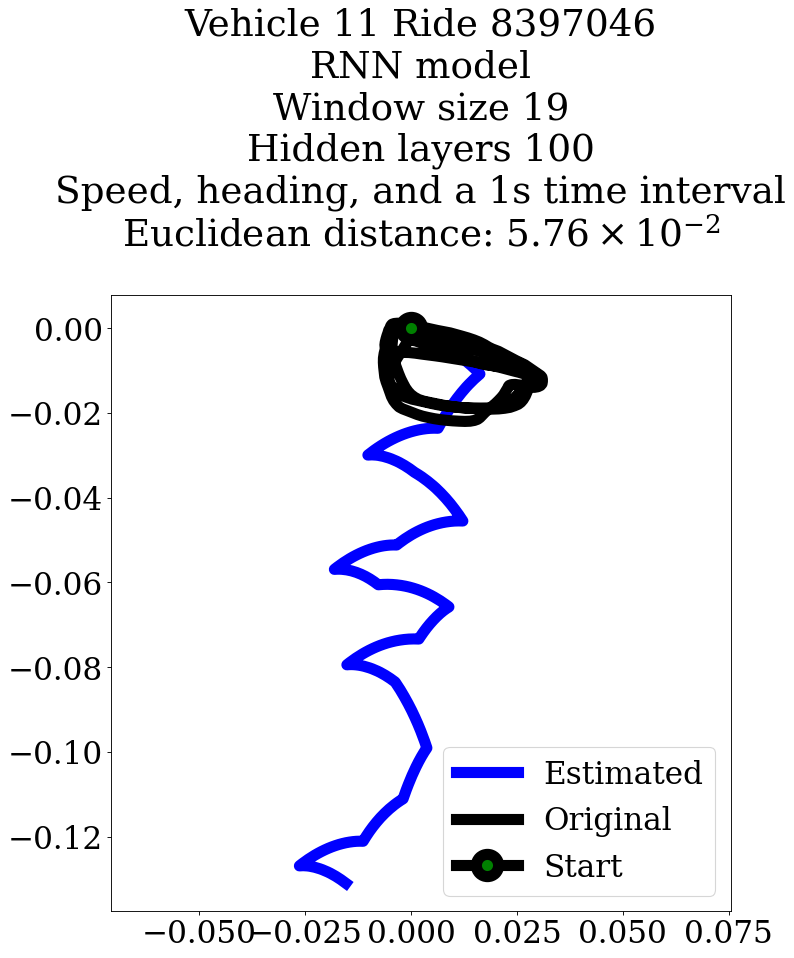 Vehicle 11 Ride 8397046
RNN model
Window size 19
Hidden layers 100
Speed, heading, and a 1s time interval
Euclidean distance: 5.76 × 10⁻²
0.00
−0.02
−0.04
−0.06
−0.08
−0.10
−0.12
Estimated
Original
Start
−0.050 −0.025 0.000 0.025 0.050 0.075